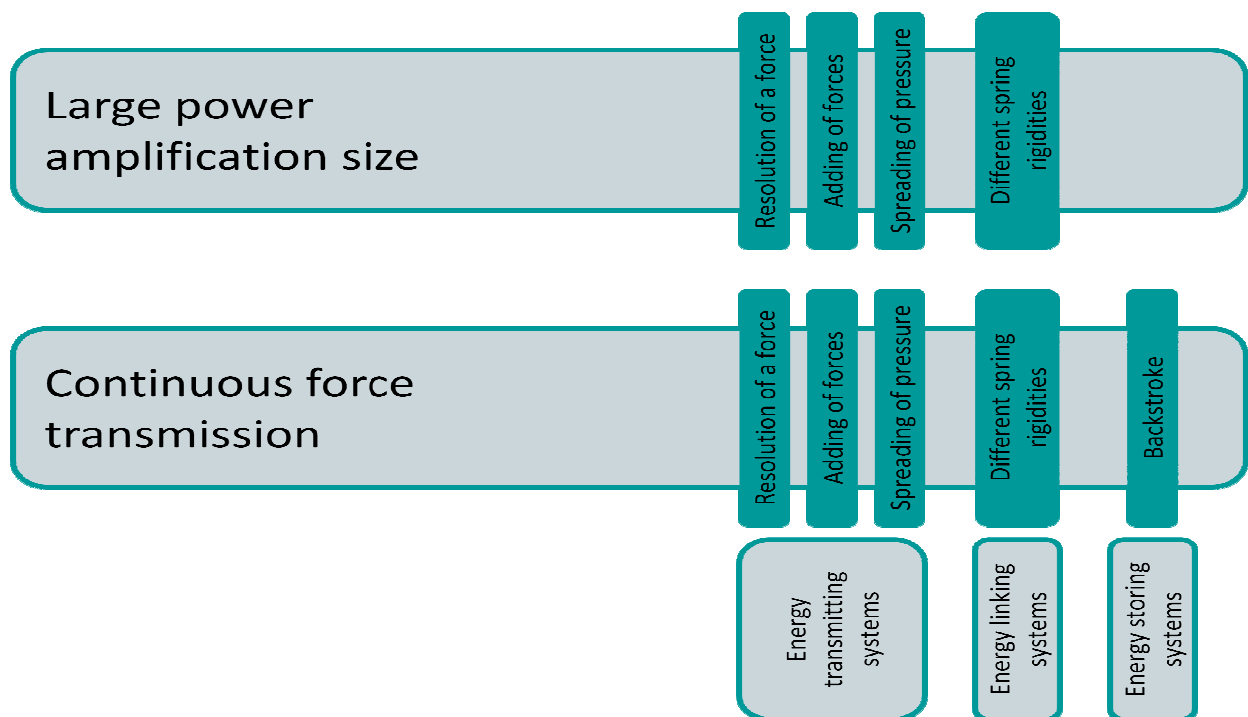 Large power
amplification size
Resolution of a force
Adding of forces
Spreading of pressure
Different spring
rigidities
Continuous force
transmission
Resolution of a force
Adding of forces
Spreading of pressure
Different spring
rigidities
Backstroke
Energy
transmitting
systems
Energy linking
systems
Energy storing
systems